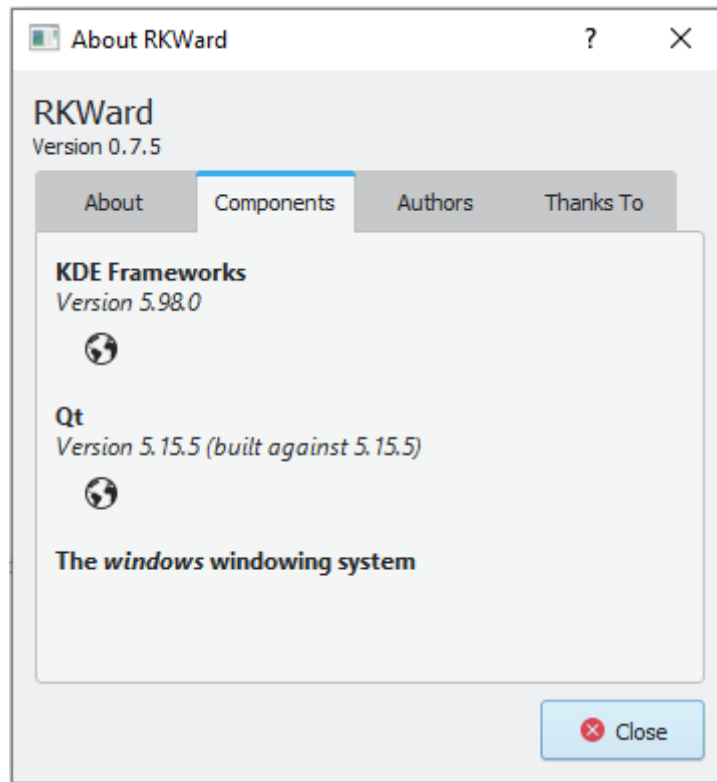 About RKWard ?
RKWard
Version 0.7.5
About Components Authors Thanks To
KDE Frameworks
Version 5.98.0
Qt
Version 5.15.5 (built against 5.15.5)
The windows windowing system
Close